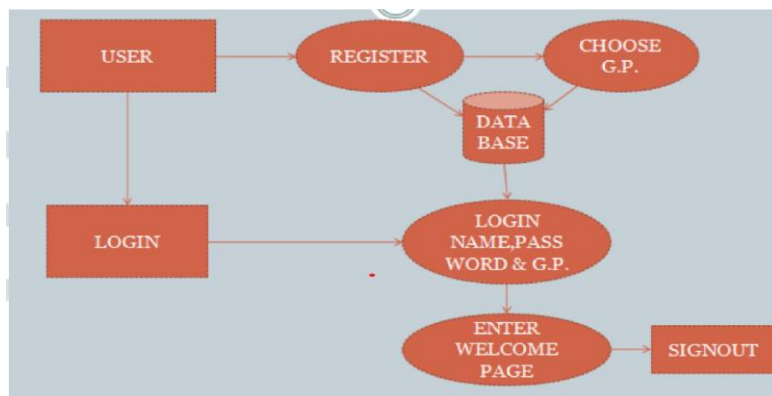 USER
REGISTER
CHOOSE
G.P.
DATA
BASE
LOGIN
LOGIN
NAME,PASS
WORD & G.P.
ENTER
WELCOME
PAGE
SIGNOUT